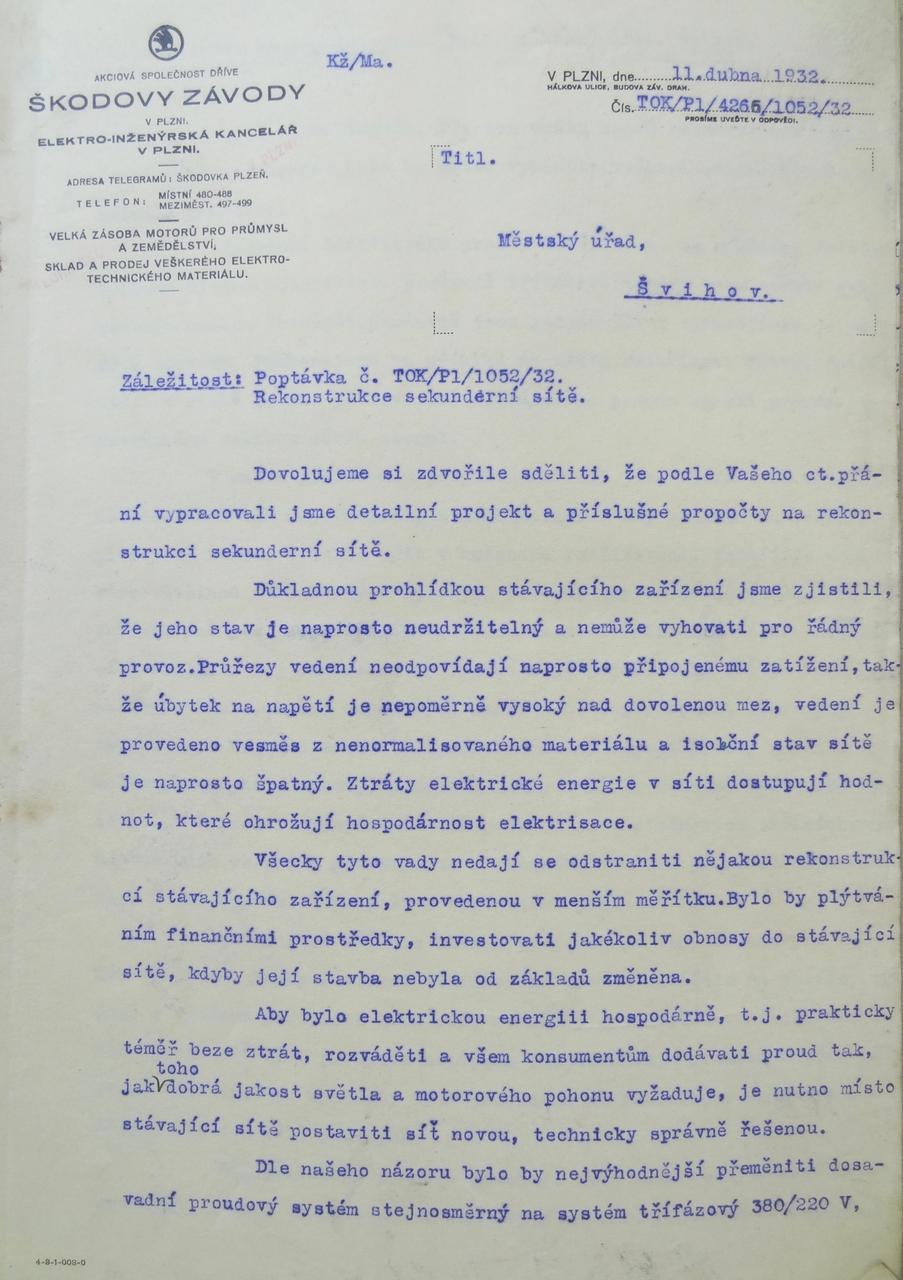 AKCIOVÁ SPOLEČNOST DŘÍVE
ŠKODOVY ZÁVODY
V PLZNI.
ELEKTRO-INŽENÝRSKÁ KANCELÁŘ
V PLZNI.
ADRESA TELEGRAMŮ: ŠKODOVKA PLZEŇ.
TELEFON: MÍSTNÍ 480-488
MEZIMĚST. 497-499
VELKÁ ZÁSOBA MOTORŮ PRO PRŮMYSL
A ZEMĚDĚLSTVÍ,
SKLAD A PRODEJ VEŠKERÉHO ELEKTRO-
TECHNICKÉHO MATERIÁLU.
Kž/Ma.
V PLZNI, dne 11.dubna 1932.
HÁLKOVA ULICE, BUDOVA ZÁV. DRAH.
Čís. TOK/Pl/4266/1052/32
PROSÍME UVEĎTE V ODPOVĚDI.
Titl.
Městský úřad,
Švihov.
Záležitost: Poptávka č. TOK/Pl/1052/32.
Rekonstrukce sekundérní sítě.
Dovolujeme si zdvořile sděliti, že podle Vašeho ct.přá-
ní vypracovali jsme detailní projekt a příslušné propočty na rekon-
strukci sekunderní sítě.
Důkladnou prohlídkou stávajícího zařízení jsme zjistili,
že jeho stav je naprosto neudržitelný a nemůže vyhovati pro řádný
provoz.Průřezy vedení neodpovídají naprosto připojenému zatížení,tak-
že úbytek na napětí je nepoměrně vysoký nad dovolenou mez, vedení je
provedeno vesměs z nenormalisovaného materiálu a isolační stav sítě
je naprosto špatný. Ztráty elektrické energie v síti dostupují hod-
not, které ohrožují hospodárnost elektrisace.
Všecky tyto vady nedají se odstraniti nějakou rekonstruk-
cí stávajícího zařízení, provedenou v menším měřítku.Bylo by plýtvá-
ním finančními prostředky, investovati jakékoliv obnosy do stávající
sítě, kdyby její stavba nebyla od základů změněna.
Aby bylo elektrickou energiii hospodárně, t.j. prakticky
téměř beze ztrát, rozváděti a všem konsumentům dodávati proud tak,
toho
jak dobrá jakost světla a motorového pohonu vyžaduje, je nutno místo
stávající sítě postaviti síť novou, technicky správně řešenou.
Dle našeho názoru bylo by nejvýhodnější přeměniti dosa-
vadní proudový systém stejnosměrný na systém třífázový 380/220 V,
4-8-1-008-0